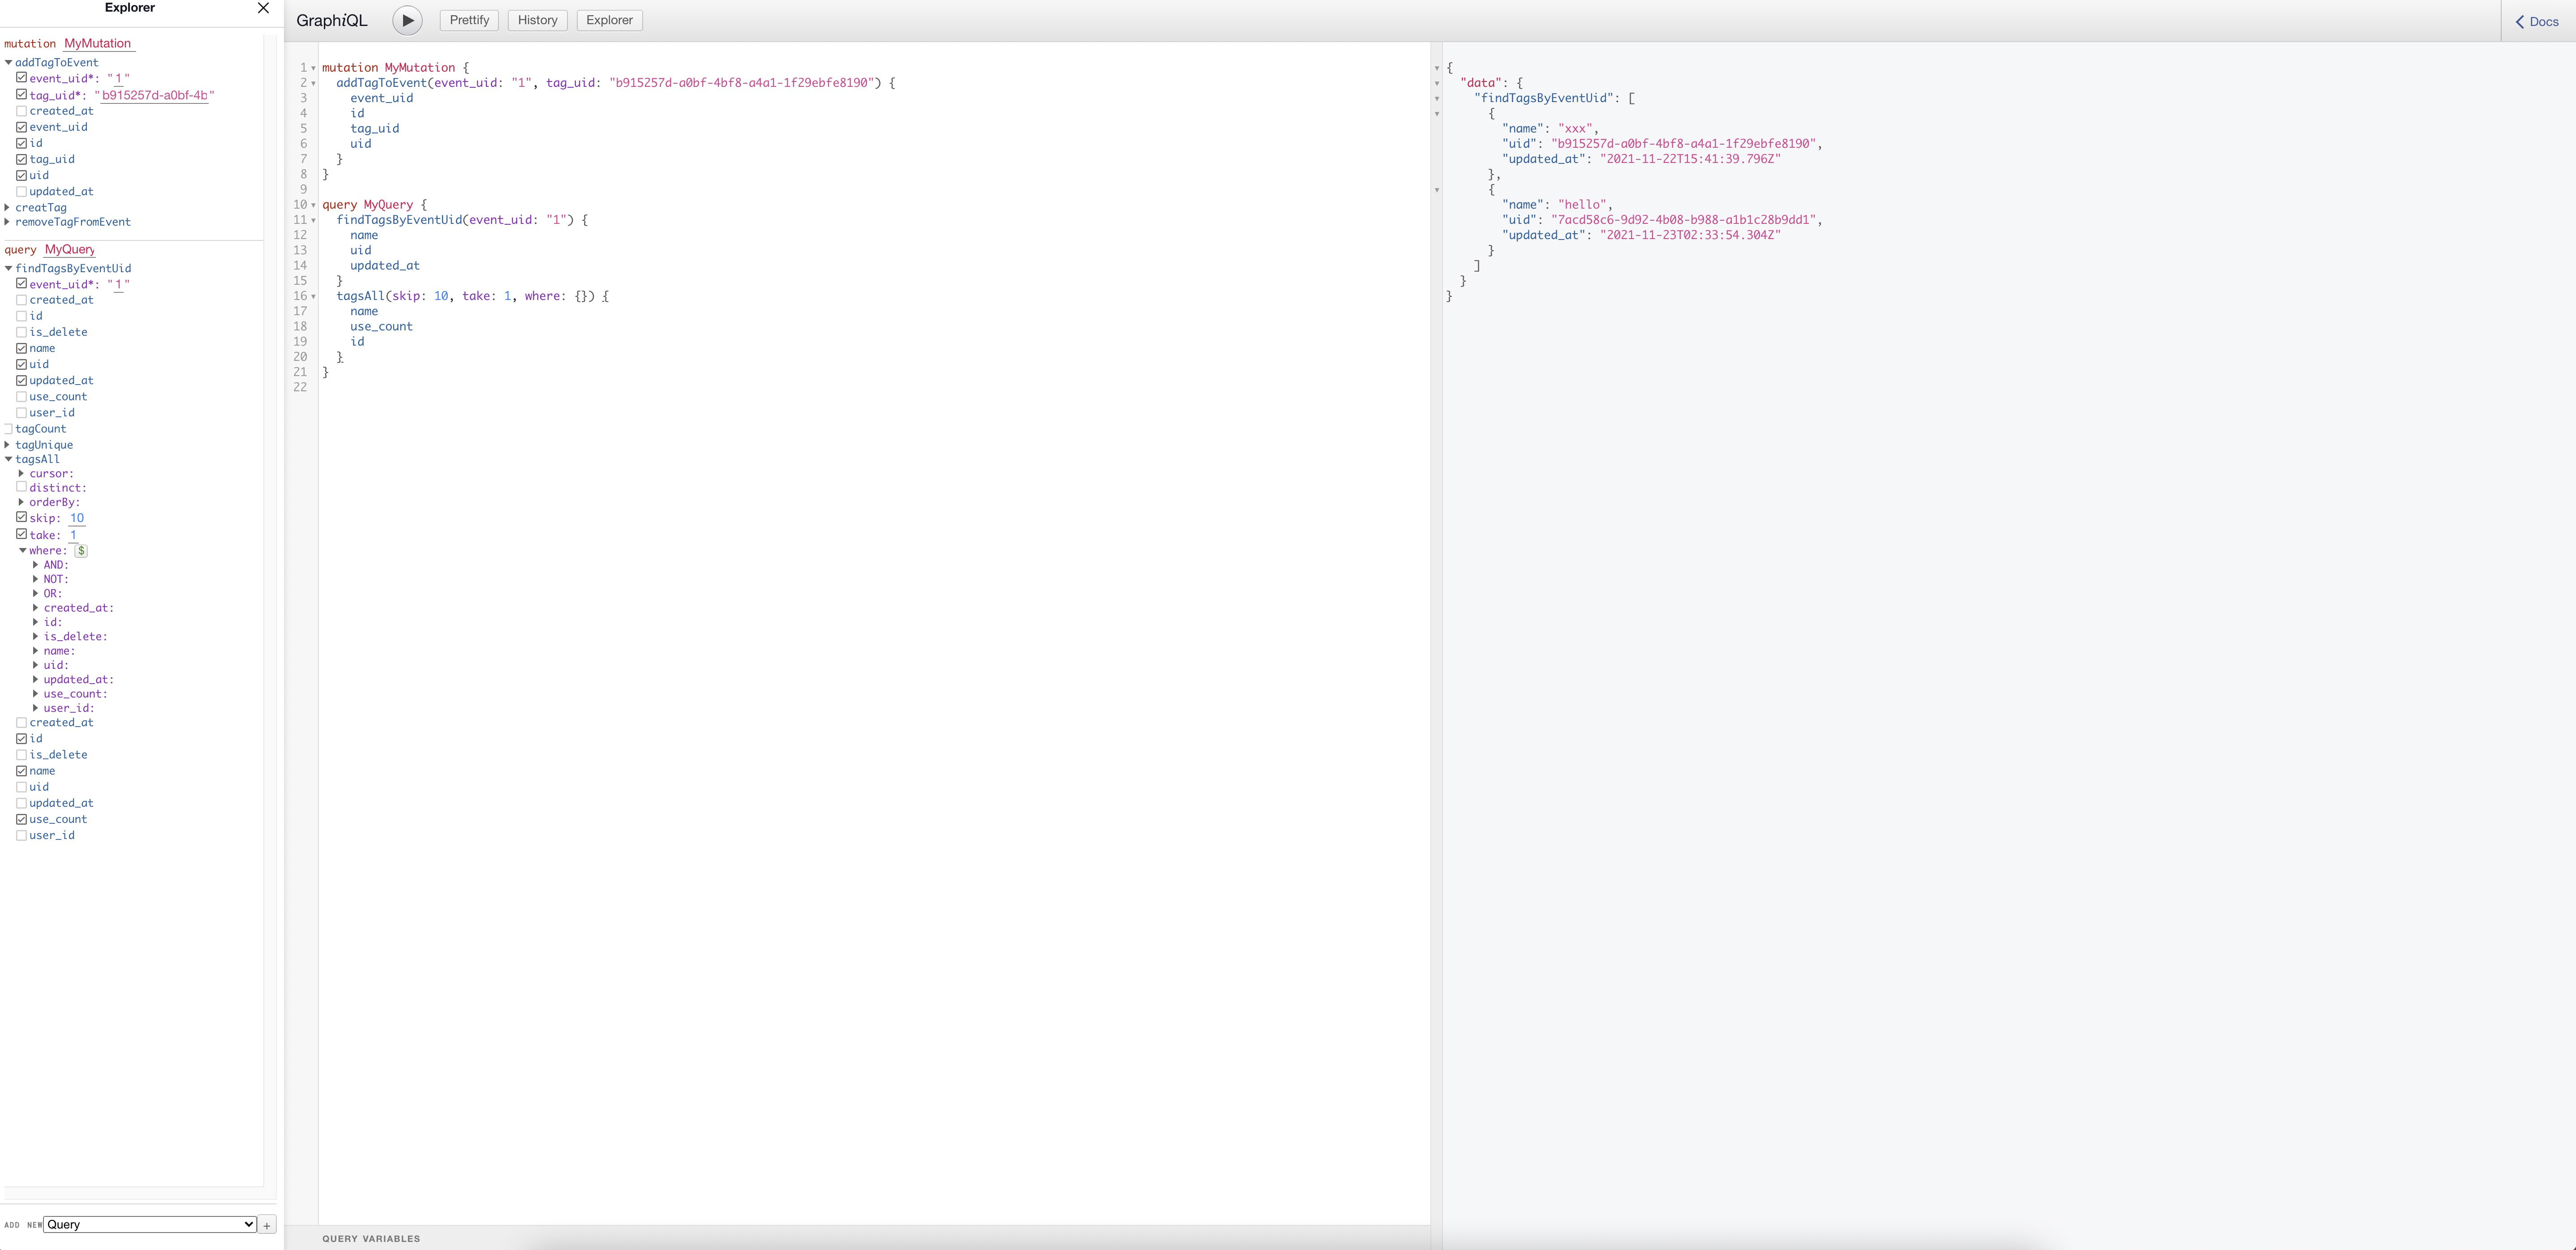 Explorer
mutation MyMutation
addTagToEvent
event_uid*: "1"
tag_uid*: "b915257d-a0bf-4b"
created_at
event_uid
id
tag_uid
uid
updated_at
creatTag
removeTagFromEvent
query MyQuery
findTagsByEventUid
event_uid*: "1"
created_at
id
is_delete
name
uid
updated_at
use_count
user_id
tagCount
tagUnique
tagsAll
cursor:
distinct:
orderBy:
skip: 10
take: 1
where: $
AND:
NOT:
OR:
created_at:
id:
is_delete:
name:
uid:
updated_at:
use_count:
user_id:
created_at
id
is_delete
name
uid
updated_at
use_count
user_id
ADD NEW Query +
GraphiQL Prettify History Explorer Docs
1 mutation MyMutation {
2 addTagToEvent(event_uid: "1", tag_uid: "b915257d-a0bf-4bf8-a4a1-1f29ebfe8190") {
3 event_uid
4 id
5 tag_uid
6 uid
7 }
8 }
9
10 query MyQuery {
11 findTagsByEventUid(event_uid: "1") {
12 name
13 uid
14 updated_at
15 }
16 tagsAll(skip: 10, take: 1, where: {}) {
17 name
18 use_count
19 id
20 }
21 }
22
QUERY VARIABLES
{
"data": {
"findTagsByEventUid": [
{
"name": "xxx",
"uid": "b915257d-a0bf-4bf8-a4a1-1f29ebfe8190",
"updated_at": "2021-11-22T15:41:39.796Z"
},
{
"name": "hello",
"uid": "7acd58c6-9d92-4b08-b988-a1b1c28b9dd1",
"updated_at": "2021-11-23T02:33:54.304Z"
}
]
}
}